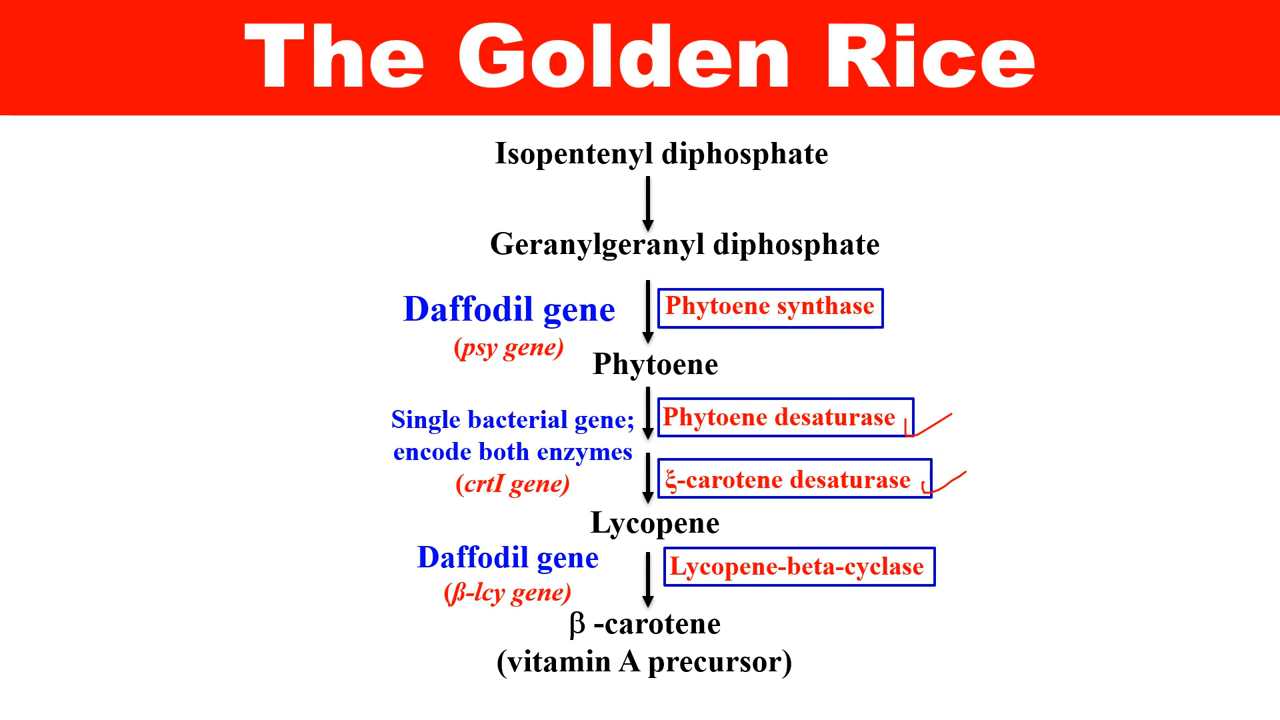 The Golden Rice
Isopentenyl diphosphate
Geranylgeranyl diphosphate
Daffodil gene
Phytoene synthase
(psy gene)
Phytoene
Single bacterial gene;
encode both enzymes
(crtI gene)
Phytoene desaturase
ξ-carotene desaturase
Lycopene
Daffodil gene
(ß-lcy gene)
Lycopene-beta-cyclase
β -carotene
(vitamin A precursor)